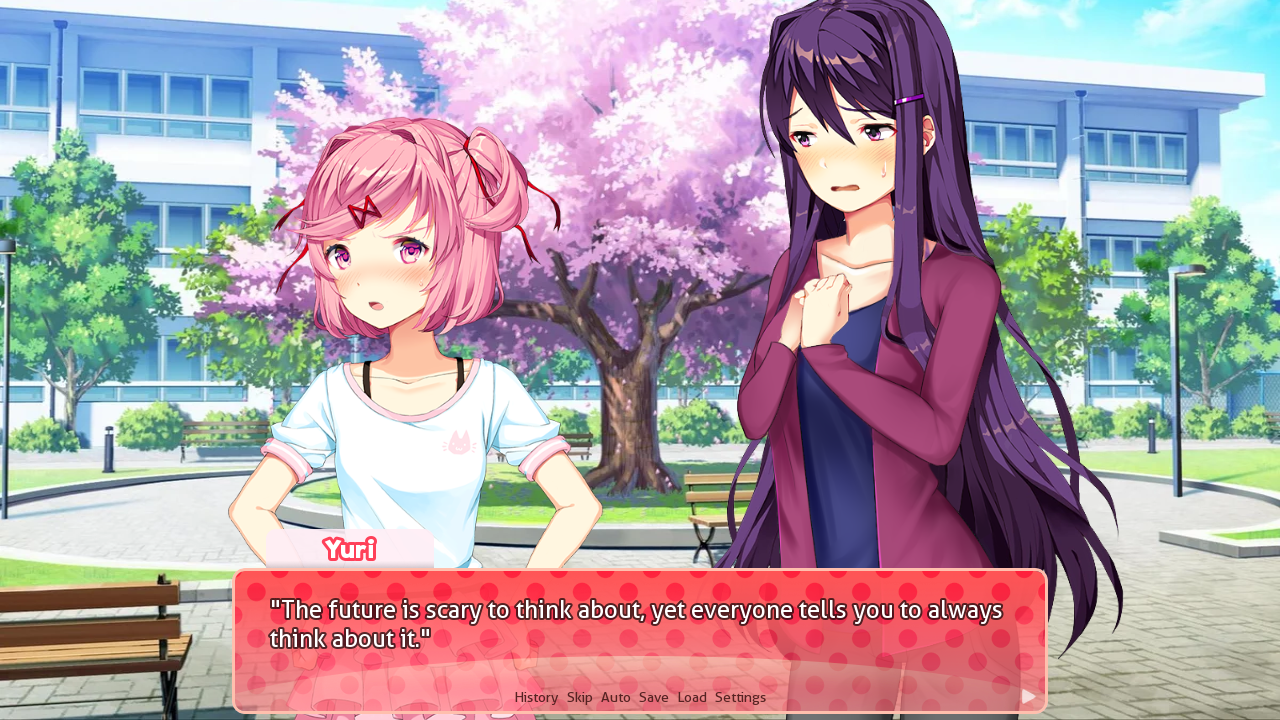 Yuri
"The future is scary to think about, yet everyone tells you to always
think about it."
History Skip Auto Save Load Settings